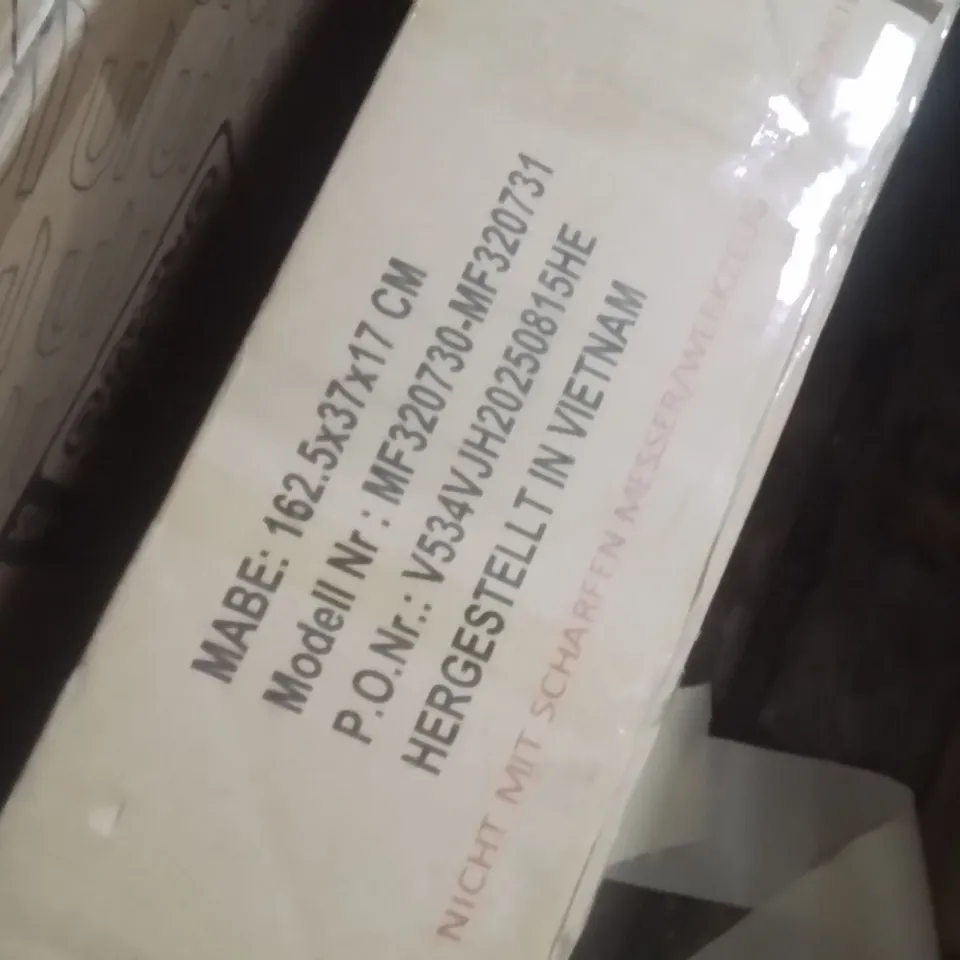 MABE: 162.5x37x17 CM
Modell Nr : MF320730-MF320731
P.O.Nr.: V534VJH20250815HE
HERGESTELLT IN VIETNAM
NICHT MIT SCHARFEN MESSER/WERKZEUG